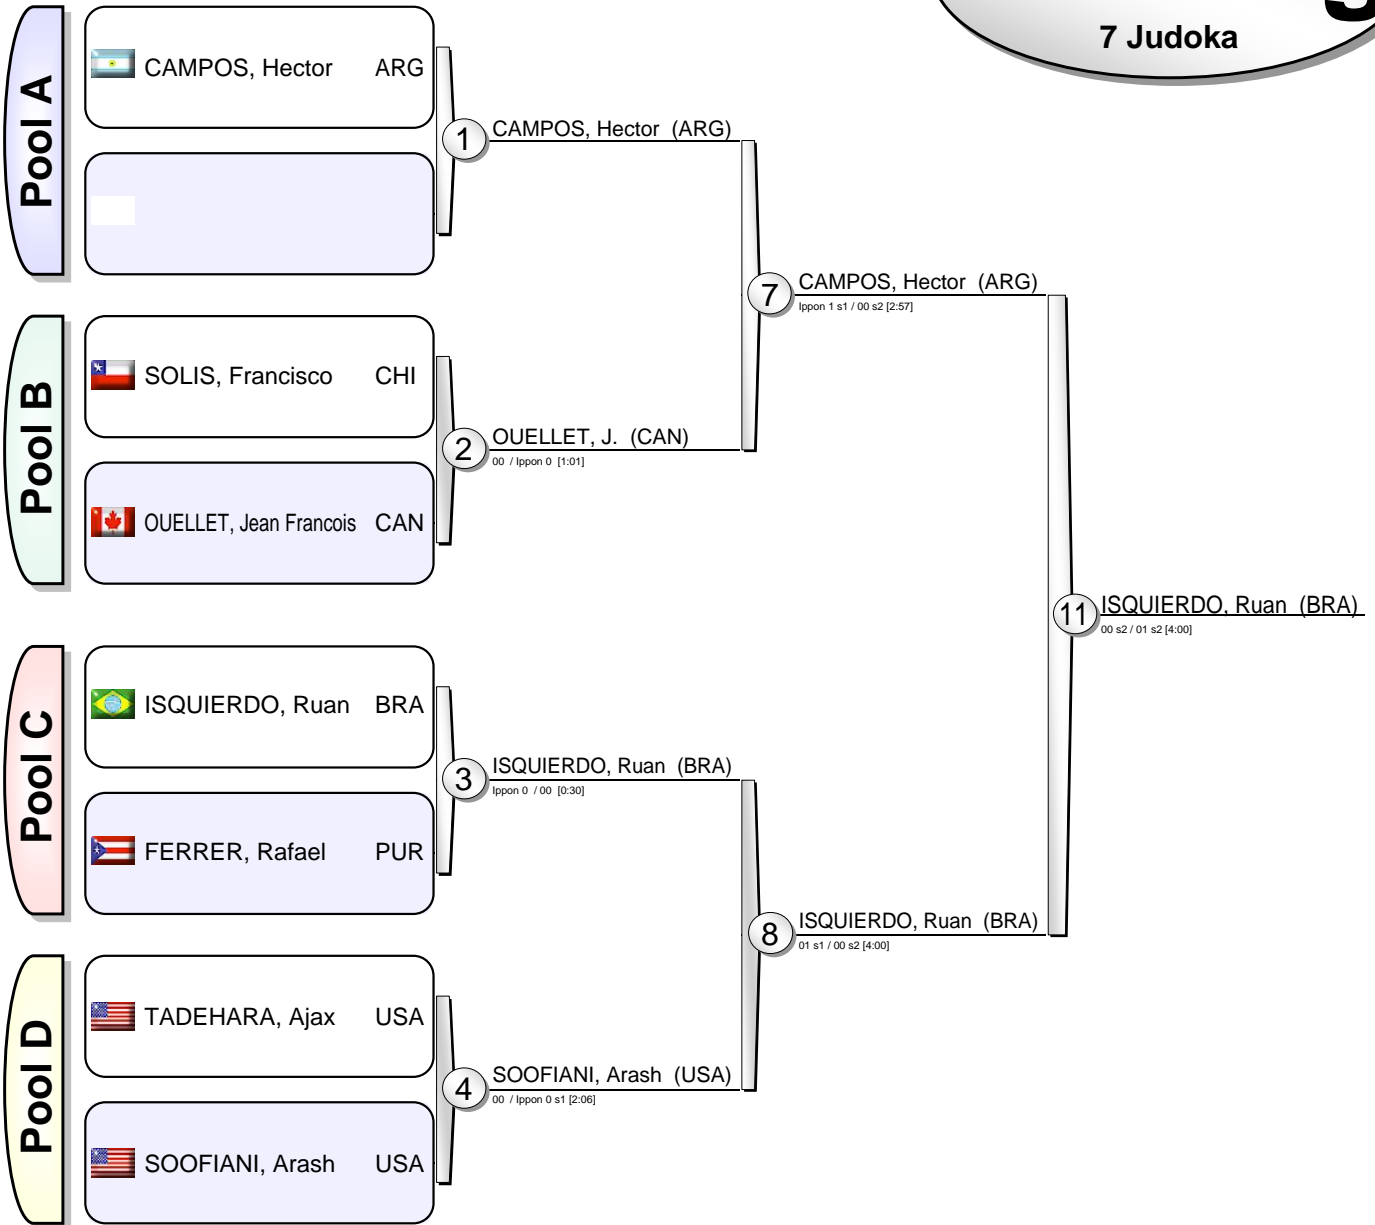 7 Judoka
Pool A
CAMPOS, Hector ARG
1 CAMPOS, Hector (ARG)
7 CAMPOS, Hector (ARG)
Ippon 1 s1 / 00 s2 [2:57]
Pool B
SOLIS, Francisco CHI
2 OUELLET, J. (CAN)
00 / Ippon 0 [1:01]
OUELLET, Jean Francois CAN
11 ISQUIERDO, Ruan (BRA)
00 s2 / 01 s2 [4:00]
Pool C
ISQUIERDO, Ruan BRA
3 ISQUIERDO, Ruan (BRA)
Ippon 0 / 00 [0:30]
FERRER, Rafael PUR
8 ISQUIERDO, Ruan (BRA)
01 s1 / 00 s2 [4:00]
Pool D
TADEHARA, Ajax USA
4 SOOFIANI, Arash (USA)
00 / Ippon 0 s1 [2:06]
SOOFIANI, Arash USA